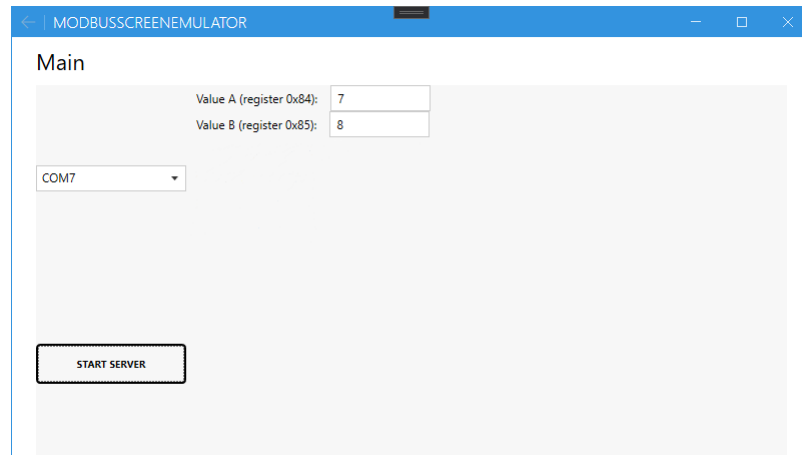 MODBUSSCREENEMULATOR
Main
Value A (register 0x84): 7
Value B (register 0x85): 8
COM7
START SERVER